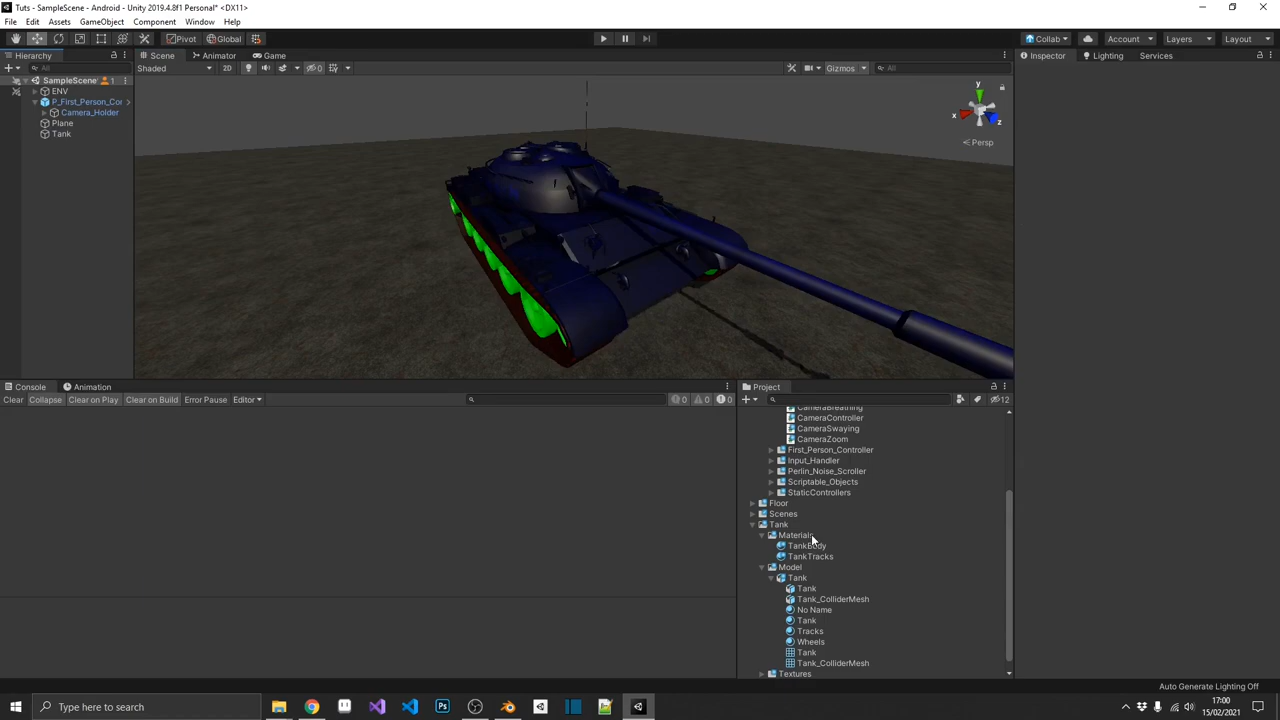 Tuts - SampleScene - Android - Unity 2019.4.8f1 Personal* <DX11>
File Edit Assets GameObject Component Window Help
Pivot Global Collab Account Layers Layout
Hierarchy Scene Animator Game Inspector Lighting Services
All Shaded 2D 0 Gizmos All
SampleScene* 1
ENV
P_First_Person_Cor
Camera_Holder
Plane
Tank
y
x
z
Persp
Console Animation Project
Clear Collapse Clear on Play Clear on Build Error Pause Editor 0 0 0 12
CameraBreathing
CameraController
CameraSwaying
CameraZoom
First_Person_Controller
Input_Handler
Perlin_Noise_Scroller
Scriptable_Objects
StaticControllers
Floor
Scenes
Tank
Materials
TankBody
TankTracks
Model
Tank
Tank
Tank_ColliderMesh
No Name
Tank
Tracks
Wheels
Tank
Tank_ColliderMesh
Textures
Auto Generate Lighting Off
Type here to search
17:00
15/02/2021